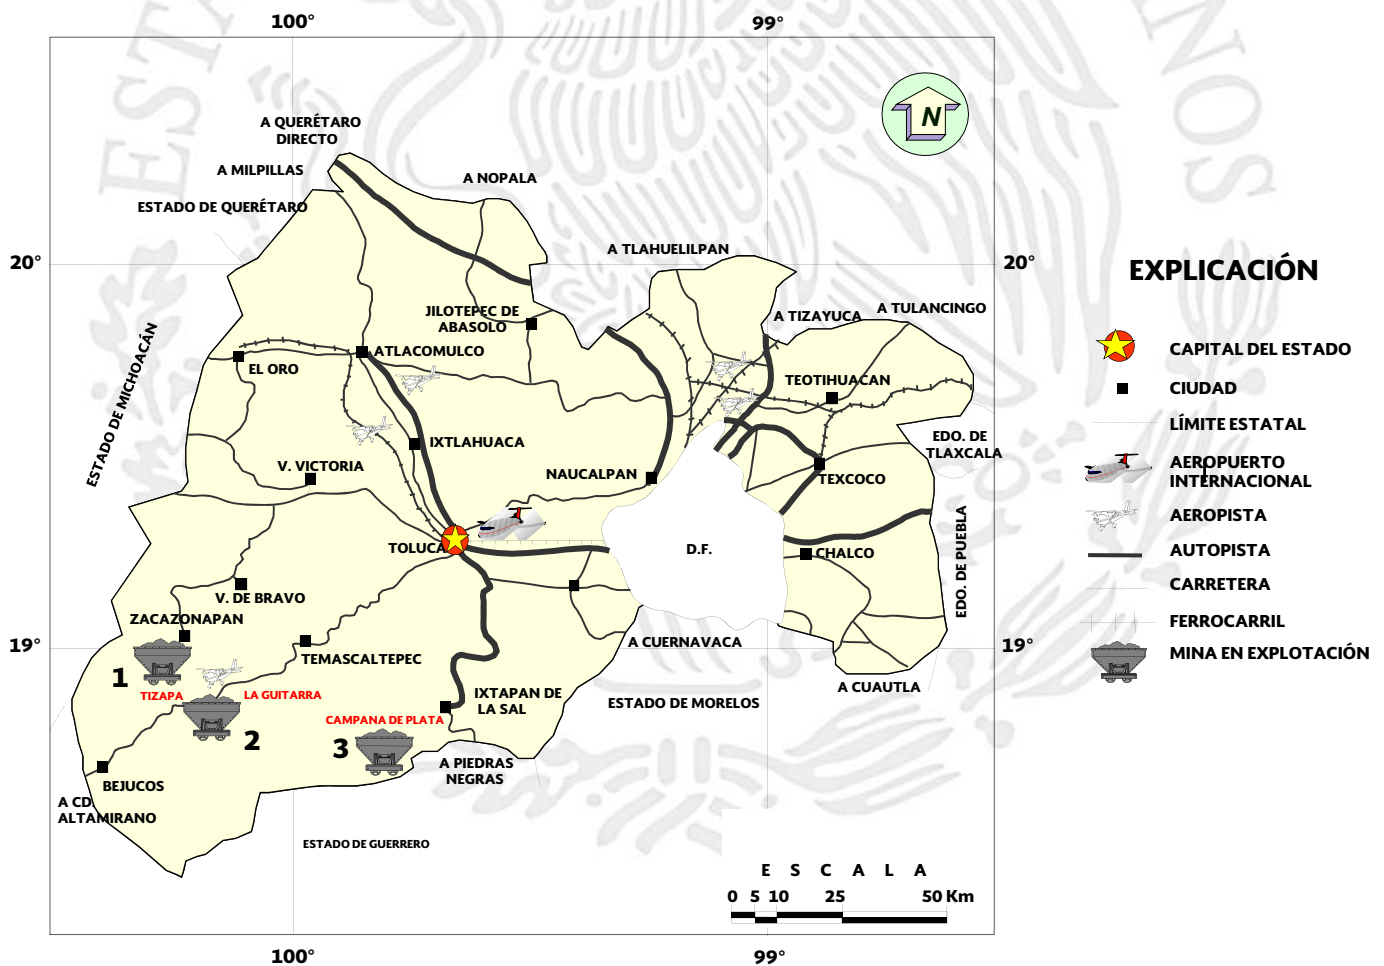 100°
99°
ESTA
ANOS
N
A QUERÉTARO
DIRECTO
A MILPILLAS
A NOPALA
ESTADO DE QUERÉTARO
A TLAHUELILPAN
20°
20°
EXPLICACIÓN
JILOTEPEC DE
ABASOLO
A TIZAYUCA
A TULANCINGO
ESTADO DE MICHOACÁN
ATLACOMULCO
EL ORO
CAPITAL DEL ESTADO
TEOTIHUACAN
CIUDAD
IXTLAHUACA
LÍMITE ESTATAL
EDO. DE
TLAXCALA
V. VICTORIA
NAUCALPAN
TEXCOCO
AEROPUERTO
INTERNACIONAL
AEROPISTA
TOLUCA
D.F.
CHALCO
AUTOPISTA
EDO. DE PUEBLA
CARRETERA
V. DE BRAVO
ZACAZONAPAN
FERROCARRIL
19°
A CUERNAVACA
19°
TEMASCALTEPEC
MINA EN EXPLOTACIÓN
1
TIZAPA
LA GUITARRA
IXTAPAN DE
LA SAL
A CUAUTLA
ESTADO DE MORELOS
CAMPANA DE PLATA
2
3
A PIEDRAS
NEGRAS
BEJUCOS
A CD.
ALTAMIRANO
ESTADO DE GUERRERO
E S C A L A
0 5 10 25 50 Km
100°
99°